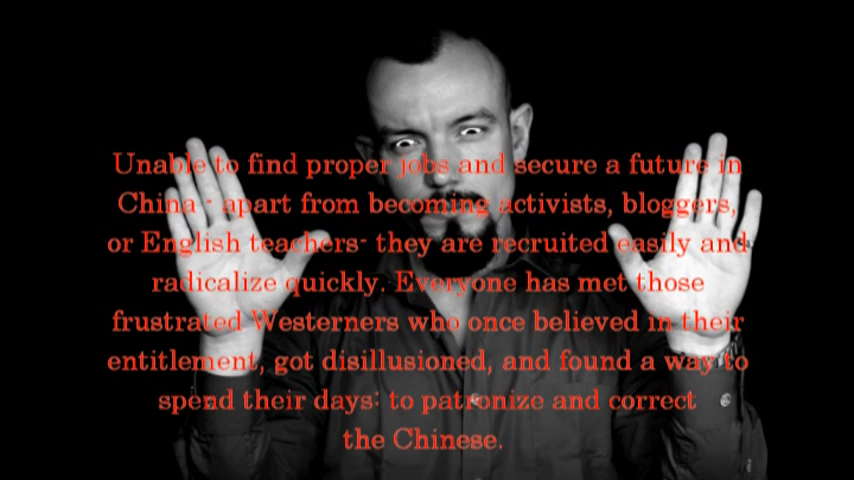 Unable to find proper jobs and secure a future in
China - apart from becoming activists, bloggers,
or English teachers- they are recruited easily and
radicalize quickly. Everyone has met those
frustrated Westerners who once believed in their
entitlement, got disillusioned, and found a way to
spend their days: to patronize and correct
the Chinese.